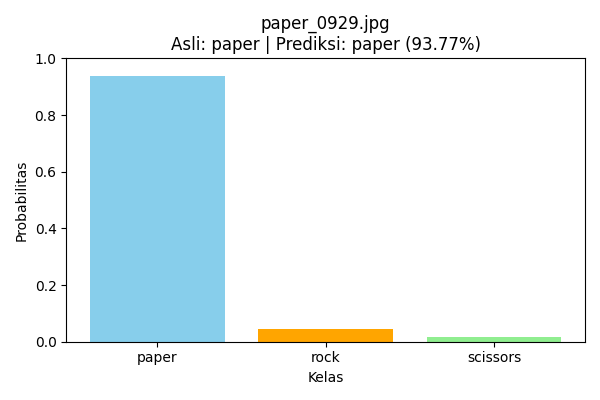 paper_0929.jpg
Asli: paper | Prediksi: paper (93.77%)
1.0
0.8
0.6
0.4
0.2
0.0
Probabilitas
paper rock scissors
Kelas